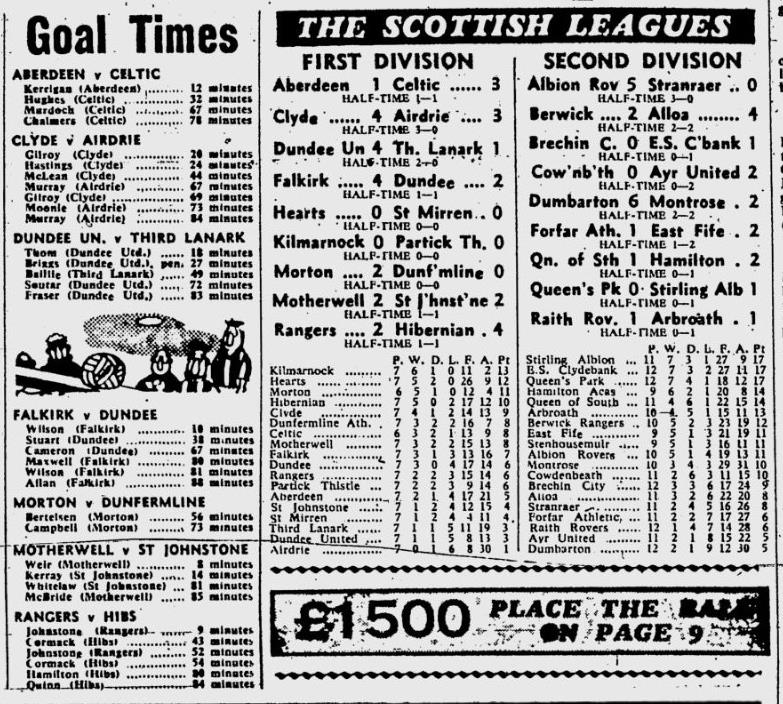 Goal Times
ABERDEEN v CELTIC
Kerrigan (Aberdeen) ........ 12 minutes
Hughes (Celtic) ............ 32 minutes
Murdoch (Celtic) ........... 67 minutes
Chalmers (Celtic) .......... 78 minutes
CLYDE v AIRDRIE
Gilroy (Clyde) ............. 20 minutes
Hastings (Clyde) ........... 24 minutes
McLean (Clyde) ............. 44 minutes
Murray (Airdrie) ........... 67 minutes
Gilroy (Clyde) ............. 69 minutes
Moonie (Airdrie) ........... 73 minutes
Murray (Airdrie) ........... 84 minutes
DUNDEE UN. v THIRD LANARK
Thom (Dundee Utd.) ...... 18 minutes
Briggs (Dundee Utd.), pen. 27 minutes
Baillie (Third Lanark) ..... 49 minutes
Soutar (Dundee Utd.) ..... 72 minutes
Fraser (Dundee Utd.) ...... 83 minutes
FALKIRK v DUNDEE
Wilson (Falkirk) ........... 10 minutes
Stuart (Dundee) ............ 38 minutes
Cameron (Dundee) ........... 67 minutes
Maxwell (Falkirk) .......... 80 minutes
Wilson (Falkirk) ........... 81 minutes
Allan (Falkirk) ............ 88 minutes
MORTON v DUNFERMLINE
Bertelsen (Morton) ......... 56 minutes
Campbell (Morton) .......... 73 minutes
MOTHERWELL v ST JOHNSTONE
Weir (Motherwell) .......... 8 minutes
Kerray (St Johnstone) ..... 14 minutes
Whitelaw (St Johnstone) ... 81 minutes
McBride (Motherwell) ...... 85 minutes
RANGERS v HIBS
Johnstone (Rangers) ...... 9 minutes
Cormack (Hibs) ............. 43 minutes
Johnstone (Rangers) ....... 52 minutes
Cormack (Hibs) ............. 54 minutes
Hamilton (Hibs) ............ 80 minutes
Quinn (Hibs) ............... 84 minutes
THE SCOTTISH LEAGUES
FIRST DIVISION
Aberdeen 1 Celtic ...... 3
HALF-TIME 1—1
Clyde ...... 4 Airdrie .... 3
HALF-TIME 3—0
Dundee Un 4 Th. Lanark 1
HALF-TIME 2—0
Falkirk ..... 4 Dundee .... 2
HALF-TIME 1—1
Hearts ..... 0 St Mirren.. 0
HALF-TIME 0—0
Kilmarnock 0 Partick Th. 0
HALF-TIME 0—0
Morton .... 2 Dunf'mline 0
HALF-TIME 0—0
Motherwell 2 St J'hnst'ne 2
HALF-TIME 1—1
Rangers .... 2 Hibernian . 4
HALF-TIME 1—1
P. W. D. L. F. A. Pt
Kilmarnock .......... 7 6 1 0 11 2 13
Hearts .............. 7 5 2 0 26 9 12
Morton .............. 6 5 1 0 12 4 11
Hibernian ........... 7 5 0 2 17 12 10
Clyde ............... 7 4 1 2 14 13 9
Dunfermline Ath. .. 7 3 2 2 16 7 8
Celtic .............. 6 3 2 1 13 9 8
Motherwell .......... 7 3 2 2 15 13 8
Falkirk ............. 7 3 1 3 13 16 7
Dundee .............. 7 3 0 4 17 14 6
Rangers ............. 7 2 2 3 15 14 6
Partick Thistle ... 7 2 2 3 9 14 6
Aberdeen ............ 7 2 1 4 17 21 5
St Johnstone ...... 7 1 2 4 12 15 4
St Mirren ........... 7 1 2 4 4 11 4
Third Lanark ...... 7 1 1 5 11 19 3
Dundee United .... 7 1 1 5 8 13 3
Airdrie ............. 7 0 1 6 8 30 1
SECOND DIVISION
Albion Rov 5 Stranraer .. 0
HALF-TIME 3—0
Berwick .... 2 Alloa ........ 4
HALF-TIME 2—2
Brechin C. 0 E.S. C'bank 1
HALF-TIME 0—1
Cow'nb'th 0 Ayr United 2
HALF-TIME 0—1
Dumbarton 6 Montrose . 2
HALF-TIME 2—2
Forfar Ath. 1 East Fife .. 2
HALF-TIME 1—2
Qn. of Sth 1 Hamilton . 2
HALF-TIME 0—1
Queen's Pk 0 Stirling Alb 1
HALF-TIME 0—1
Raith Rov. 1 Arbroath . 1
HALF-TIME 0—1
P. W. D. L. F. A. Pt
Stirling Albion ... 11 7 3 1 27 9 17
E.S. Clydebank ... 12 7 3 2 27 11 17
Queen's Park ...... 12 7 4 1 18 12 17
Hamilton Acas ... 9 6 2 1 20 8 14
Queen of South .. 11 4 6 1 22 15 14
Arbroath ............ 10 4 5 1 15 11 13
Berwick Rangers .. 10 5 2 3 23 19 12
East Fife ........... 9 5 1 3 21 19 11
Stenhousemuir ... 9 5 1 3 16 11 11
Albion Rovers ... 10 5 1 4 19 13 11
Montrose ........... 10 3 4 3 29 31 10
Cowdenbeath ..... 11 2 6 3 11 15 10
Brechin City ...... 12 3 3 6 17 24 9
Alloa ............... 11 3 2 6 22 20 8
Stranraer ........... 11 2 4 5 16 26 8
Forfar Athletic, ... 11 2 2 7 17 27 6
Raith Rovers ...... 12 1 4 7 14 28 6
Ayr United ......... 11 2 1 8 15 22 5
Dumbarton ......... 12 2 1 9 12 30 5
£1500 PLACE THE BALL
ON PAGE 9